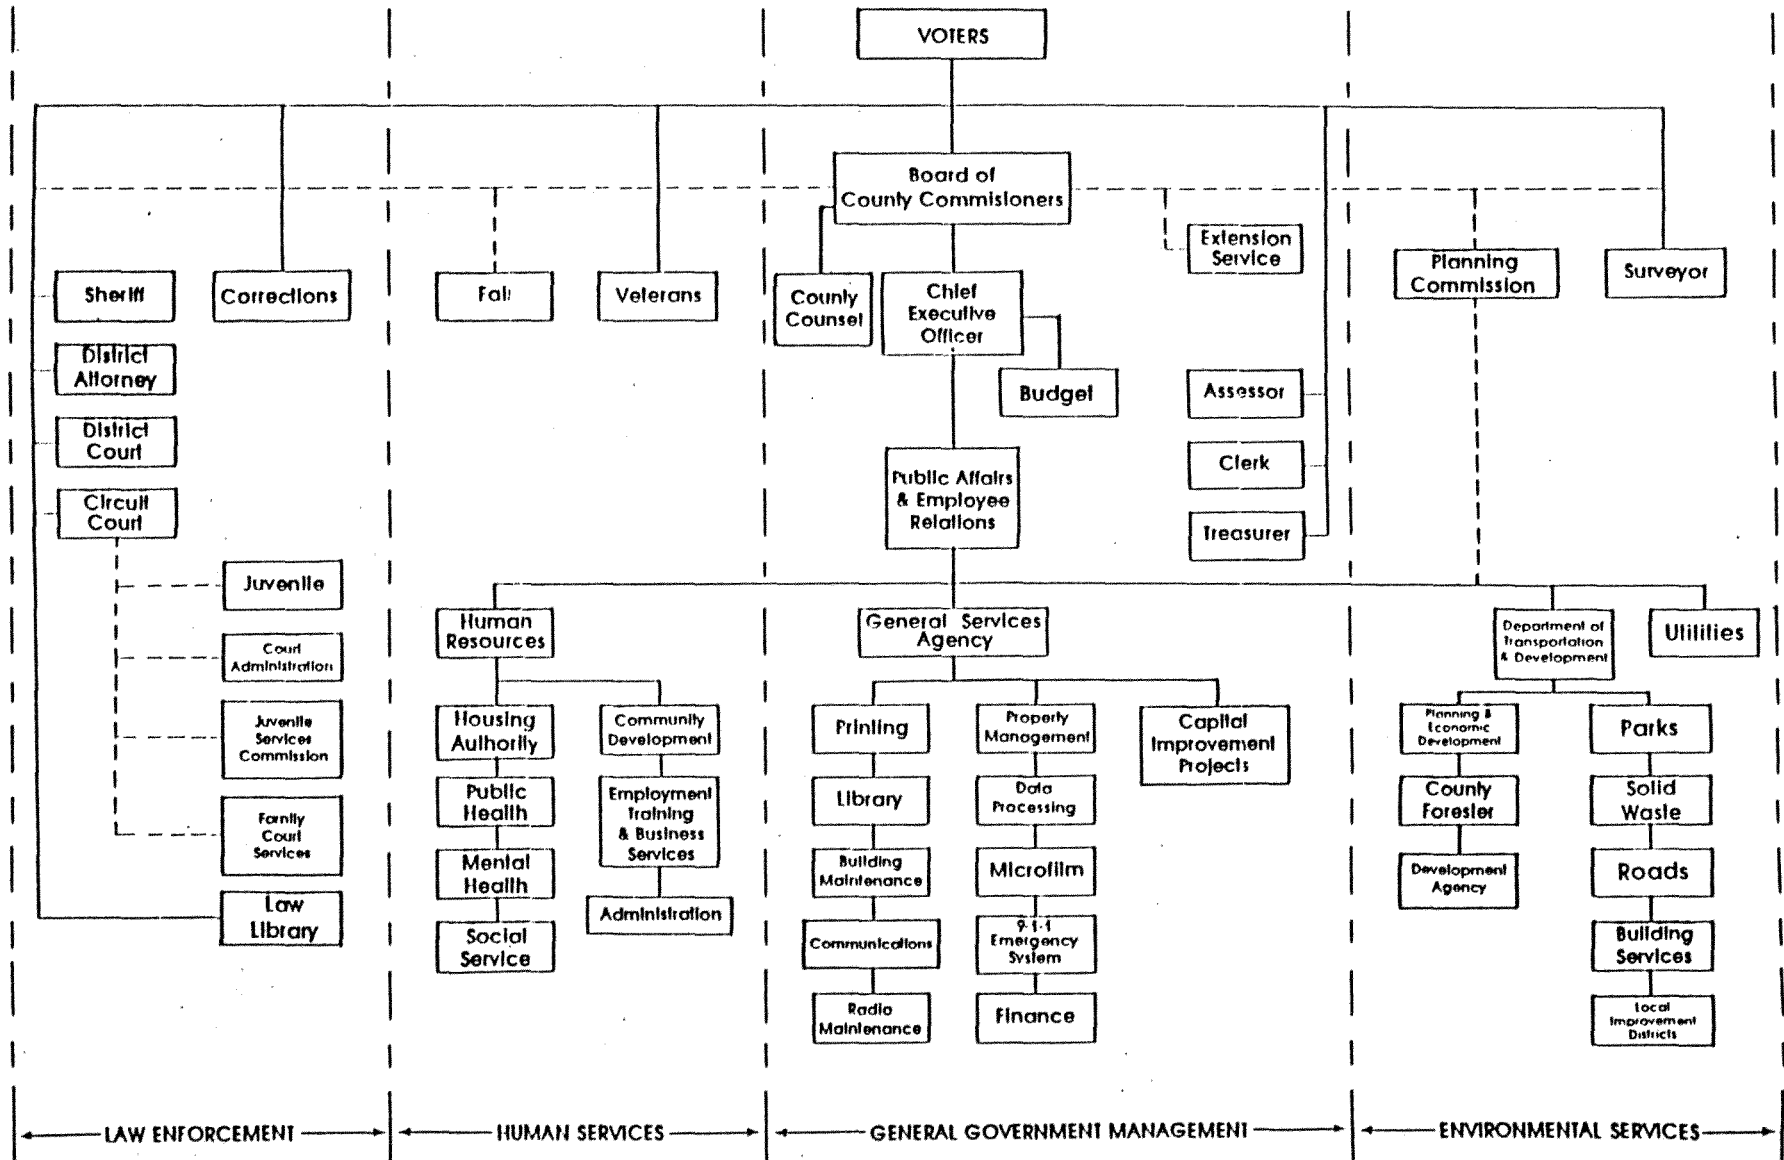 VOTERS
Board of
County Commisioners
Extension
Service
Sheriff
Corrections
Fair
Veterans
County
Counsel
Chief
Executive
Officer
Planning
Commission
Surveyor
District
Attorney
Budget
Assessor
District
Court
Clerk
Public Affairs
& Employee
Relations
Circuit
Court
Treasurer
Juvenile
Human
Resources
General Services
Agency
Department of
Transportation
& Development
Utilities
Court
Administration
Juvenile
Services
Commission
Housing
Authority
Community
Development
Printing
Property
Management
Capital
Improvement
Projects
Planning &
Economic
Development
Parks
Public
Health
Employment
Training
& Business
Services
Library
Data
Processing
County
Forester
Solid
Waste
Family
Court
Services
Mental
Health
Building
Maintenance
Microfilm
Development
Agency
Roads
Law
Library
Administration
Social
Service
Communications
9-1-1
Emergency
System
Building
Services
Radio
Maintenance
Finance
Local
Improvement
Districts
LAW ENFORCEMENT
HUMAN SERVICES
GENERAL GOVERNMENT MANAGEMENT
ENVIRONMENTAL SERVICES